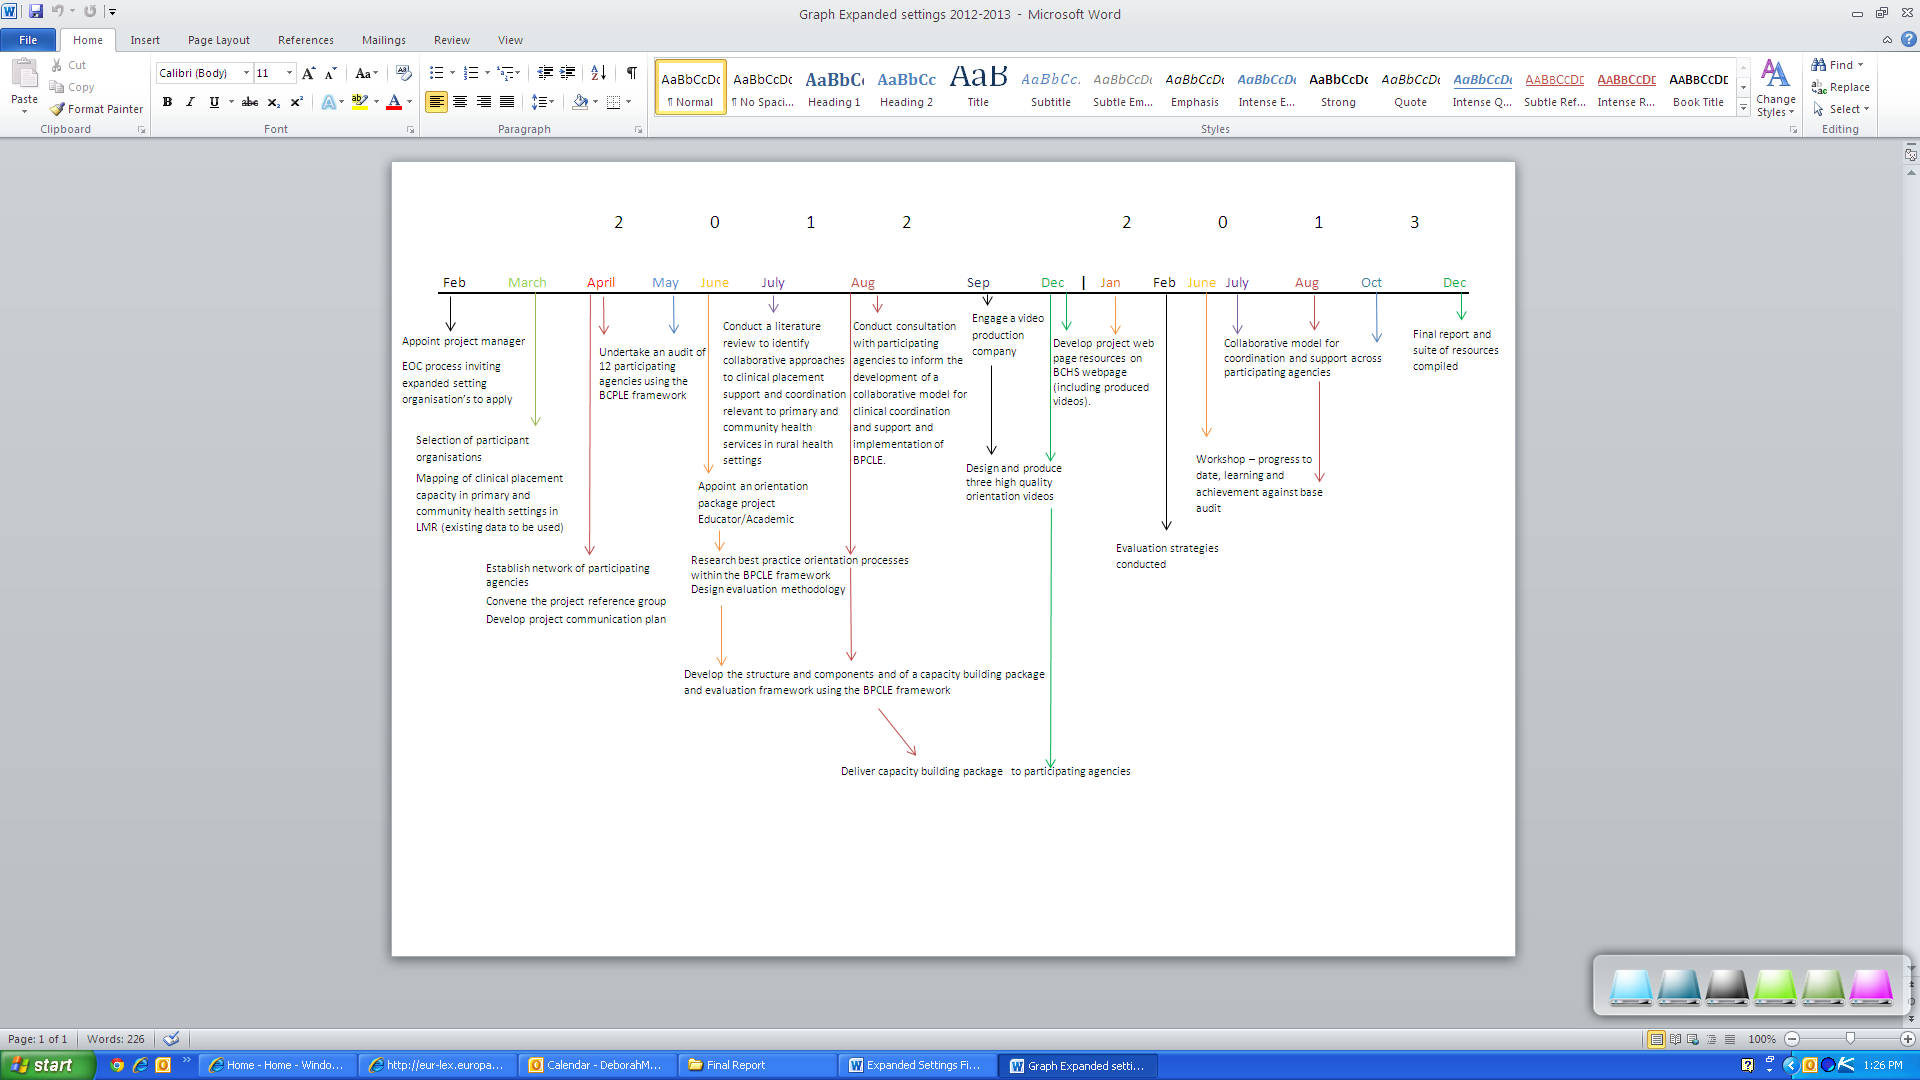 Graph Expanded settings 2012-2013 - Microsoft Word
File Home Insert Page Layout References Mailings Review View
Paste
Cut
Copy
Format Painter
Clipboard
Calibri (Body) 11
Font
Paragraph
AaBbCcDc AaBbCcDc AaBbCc AaBbCc AaB AaBbCc. AaBbCcDc AaBbCcDc AaBbCcDc AaBbCcDc AaBbCcDc AaBbCcDc AABBCCDE AABBCCDE AABBCCDE
¶ Normal ¶ No Spaci... Heading 1 Heading 2 Title Subtitle Subtle Em... Emphasis Intense E... Strong Quote Intense Q... Subtle Ref... Intense R... Book Title
Styles
Change
Styles
Find
Replace
Select
Editing
2 0 1 2 2 0 1 3
Feb March April May June July Aug Sep Dec | Jan Feb June July Aug Oct Dec
Appoint project manager
EOC process inviting
expanded setting
organisation's to apply
Selection of participant
organisations
Mapping of clinical placement
capacity in primary and
community health settings in
LMR (existing data to be used)
Undertake an audit of
12 participating
agencies using the
BCPLE framework
Establish network of participating
agencies
Convene the project reference group
Develop project communication plan
Conduct a literature
review to identify
collaborative approaches
to clinical placement
support and coordination
relevant to primary and
community health
services in rural health
settings
Appoint an orientation
package project
Educator/Academic
Research best practice orientation processes
within the BPCLE framework
Design evaluation methodology
Develop the structure and components and of a capacity building package
and evaluation framework using the BPCLE framework
Deliver capacity building package to participating agencies
Conduct consultation
with participating
agencies to inform the
development of a
collaborative model for
clinical coordination
and support and
implementation of
BPCLE.
Engage a video
production
company
Design and produce
three high quality
orientation videos
Develop project web
page resources on
BCHS webpage
(including produced
videos).
Evaluation strategies
conducted
Workshop – progress to
date, learning and
achievement against base
audit
Collaborative model for
coordination and support across
participating agencies
Final report and
suite of resources
compiled
Page: 1 of 1 Words: 226 100%
start Home - Home - Windo... http://eur-lex.europa... Calendar - DeborahM... Final Report Expanded Settings Fi... Graph Expanded setti... 1:26 PM